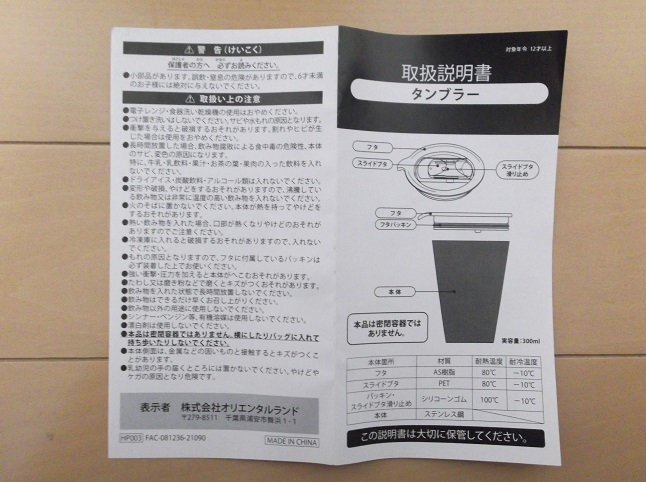 ⚠ 警告(けいこく)
保護者の方へ 必ずお読みください。
●小部品があります。誤飲・窒息の危険がありますので、6才未満
のお子様には絶対に与えないでください。
⚠ 取扱い上の注意
●電子レンジ・食器洗い乾燥機の使用はおやめください。
●つけ置き洗いはしないでください。サビや水もれの原因となります。
●衝撃を与えると破損するおそれがあります。割れやヒビが生
じた場合は使用をおやめください。
●長時間放置した場合、飲み物腐敗による食中毒の危険性、本体
のサビ、変色の原因になります。
特に、牛乳・乳飲料・果汁・お茶の葉・果肉の入った飲料を入れ
ないでください。
●ドライアイス・炭酸飲料・アルコール類は入れないでください。
●変形や破損、やけどをするおそれがありますので、沸騰してい
る飲み物又は非常に温度の高い飲み物を入れないでください。
●火のそばに置かないでください。本体が熱を持ってやけどを
するおそれがあります。
●熱い飲み物を入れた場合、口部が熱くなりやけどのおそれが
ありますのでご注意ください。
●冷凍庫に入れると破損するおそれがありますので、入れない
でください。
●もれの原因となりますので、フタに付属しているパッキンは
必ず装着した上でお使いください。
●強い衝撃・圧力を加えると本体がへこむおそれがあります。
●たわし又は磨き粉などで磨くとキズがつくおそれがあります。
●飲み物を入れた状態で長時間放置しないでください。
●飲み物はできるだけ早くお召し上がりください。
●飲み物以外の用途に使用しないでください。
●シンナー・ベンジン等、有機溶媒は使用しないでください。
●漂白剤は使用しないでください。
●本品は密閉容器ではありません。横にしたりバッグに入れて
持ち歩いたりしないでください。
●本体側面は、金属などの固いものと接触するとキズがつくこ
とがあります。
●乳幼児の手の届くところには置かないでください。やけどや
ケガの原因となり危険です。
表示者 株式会社オリエンタルランド
〒279-8511 千葉県浦安市舞浜1-1
HP003 FAC-081236-21090 MADE IN CHINA
対象年令 12才以上
取扱説明書
タンブラー
フタ
スライドフタ
スライドフタ
滑り止め
フタ
フタパッキン
本体
本品は密閉容器では
ありません。
実容量:300ml
本体箇所 材質 耐熱温度 耐冷温度
フタ AS樹脂 80℃ −10℃
スライドフタ PET 80℃ −10℃
パッキン・
スライドフタ滑り止め シリコーンゴム 100℃ −10℃
本体 ステンレス鋼
この説明書は大切に保管してください。